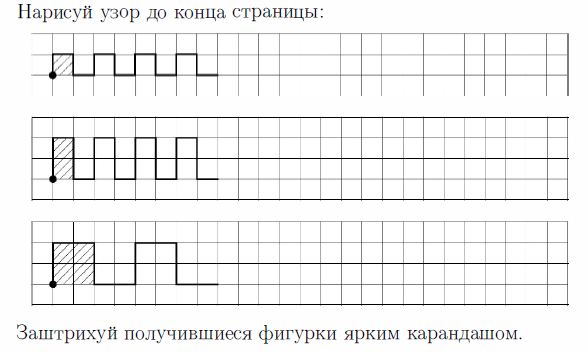 Нарисуй узор до конца страницы:
Заштрихуй получившиеся фигурки ярким карандашом.